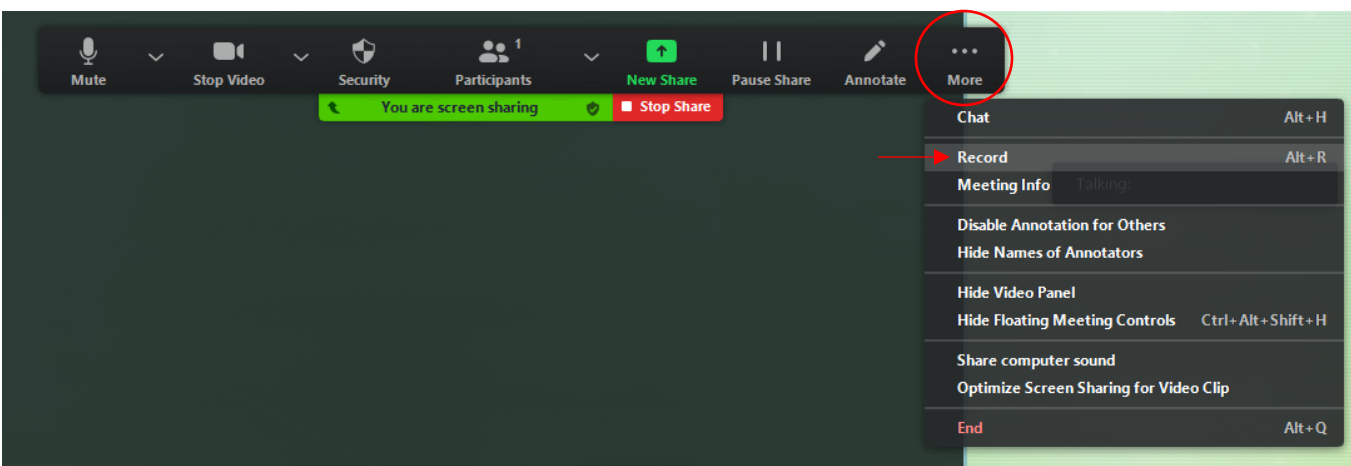 1
Mute
Stop Video
Security
Participants
New Share
Pause Share
Annotate
More
You are screen sharing
Stop Share
Chat Alt+H
Record Alt+R
Meeting Info
Talking:
Disable Annotation for Others
Hide Names of Annotators
Hide Video Panel
Hide Floating Meeting Controls Ctrl+Alt+Shift+H
Share computer sound
Optimize Screen Sharing for Video Clip
End Alt+Q